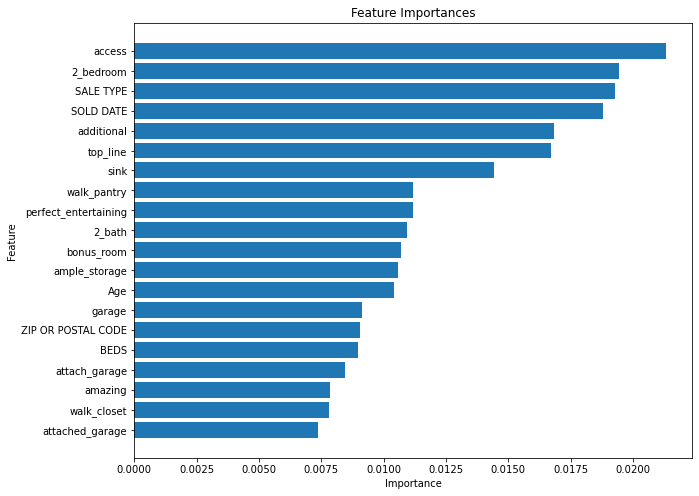 Feature Importances
access
2_bedroom
SALE TYPE
SOLD DATE
additional
top_line
sink
walk_pantry
perfect_entertaining
2_bath
bonus_room
ample_storage
Age
garage
ZIP OR POSTAL CODE
BEDS
attach_garage
amazing
walk_closet
attached_garage
Feature
0.0000 0.0025 0.0050 0.0075 0.0100 0.0125 0.0150 0.0175 0.0200
Importance